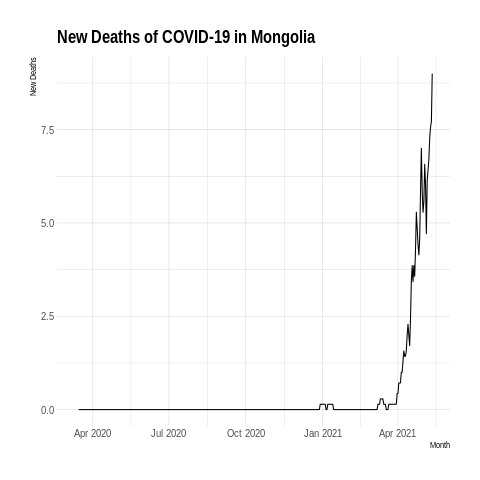 New Deaths of COVID-19 in Mongolia
New Deaths
7.5
5.0
2.5
0.0
Apr 2020 Jul 2020 Oct 2020 Jan 2021 Apr 2021
Month